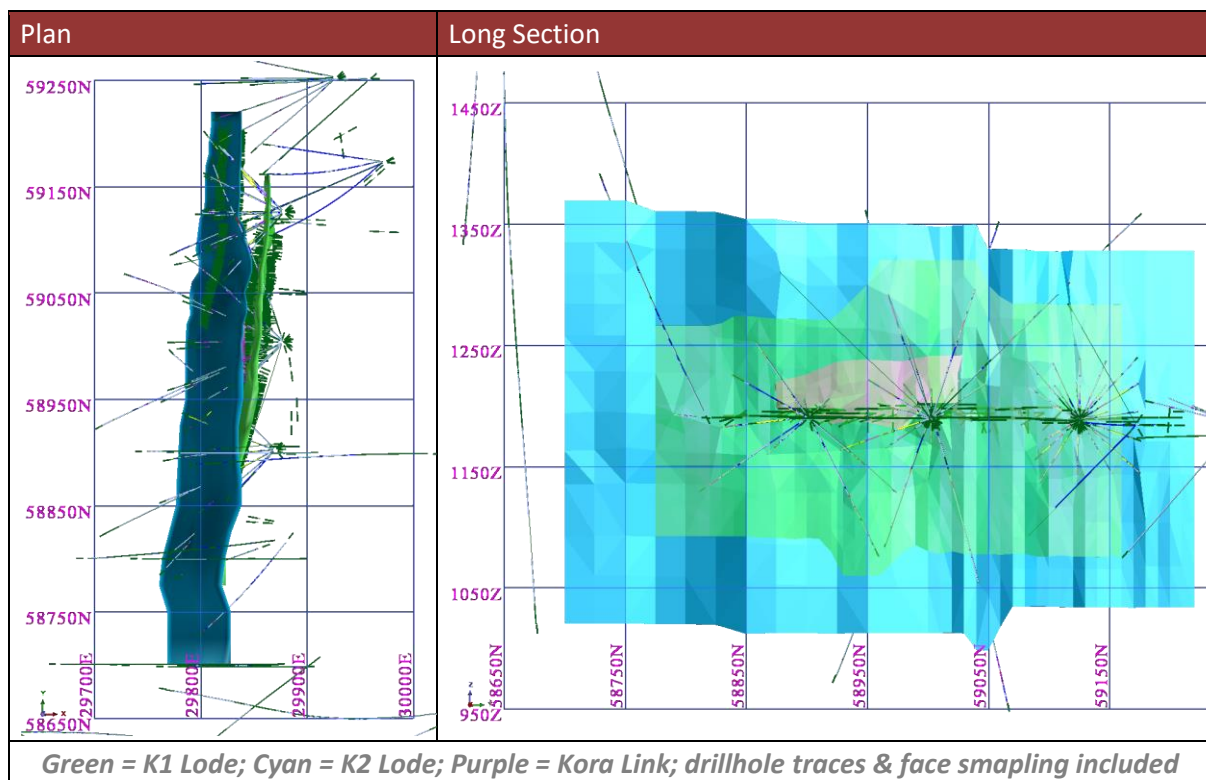 Plan
Long Section
59250N
59150N
59050N
58950N
58850N
58750N
58650N
29700E
29800E
29900E
30000E
Y
X
1450Z
1350Z
1250Z
1150Z
1050Z
950Z
58650N
58750N
58850N
58950N
59050N
59150N
Z
Green = K1 Lode; Cyan = K2 Lode; Purple = Kora Link; drillhole traces & face smapling included